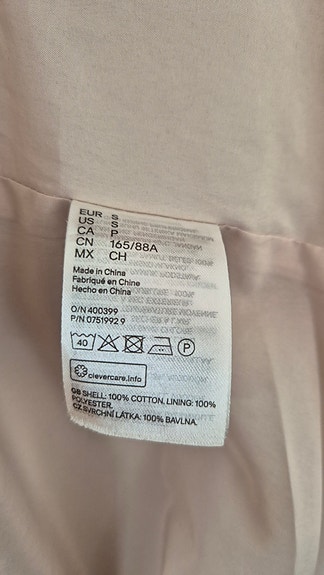 EUR S
US S
CA P
CN 165/88A
MX CH
Made in China
Fabriqué en Chine
Hecho en China
O/N 400399
P/N 0751992 9
40 P
clevercare.info
GB SHELL: 100% COTTON. LINING: 100%
POLYESTER.
CZ SVRCHNÍ LÁTKA: 100% BAVLNA.